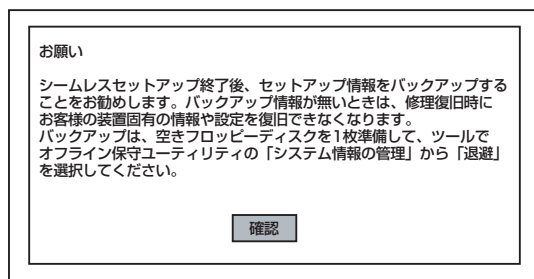 お願い
シームレスセットアップ終了後、セットアップ情報をバックアップする
ことをお勧めします。バックアップ情報が無いときは、修理復旧時に
お客様の装置固有の情報や設定を復旧できなくなります。
バックアップは、空きフロッピーディスクを1枚準備して、ツールで
オフライン保守ユーティリティの「システム情報の管理」から「退避」
を選択してください。
確認